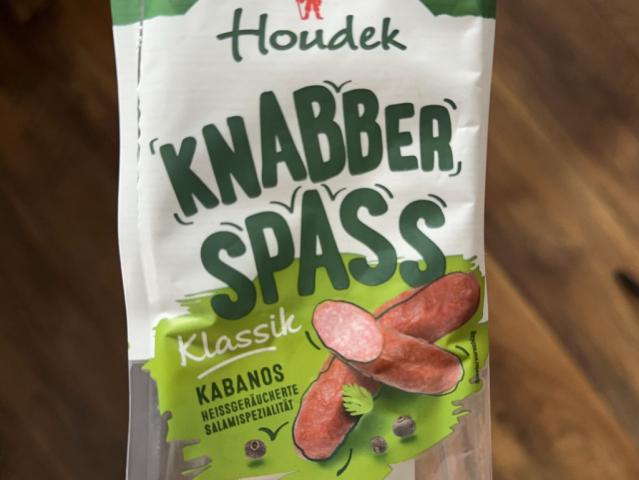 Houdek
KNABBER
SPASS
Klassik
KABANOS
HEISSGERÄUCHERTE
SALAMISPEZIALITÄT